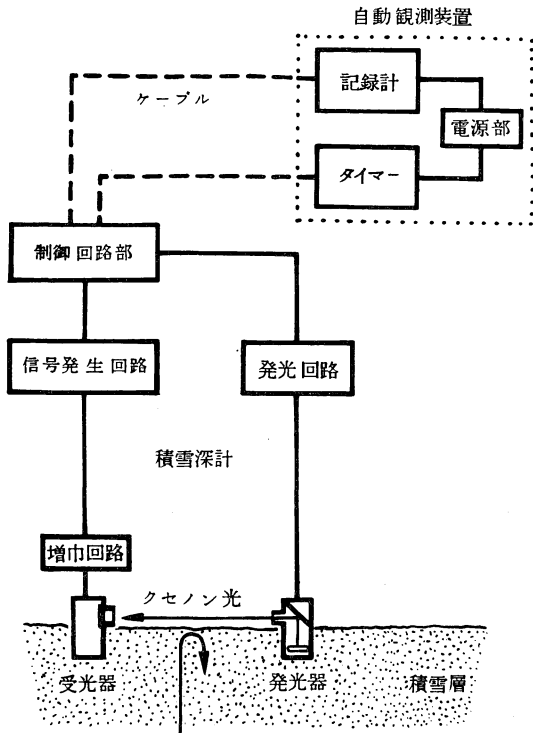 自動観測装置
記録計
ケーブル
電源部
タイマー
制御回路部
信号発生回路
発光回路
積雪深計
増巾回路
クセノン光
受光器
発光器
積雪層